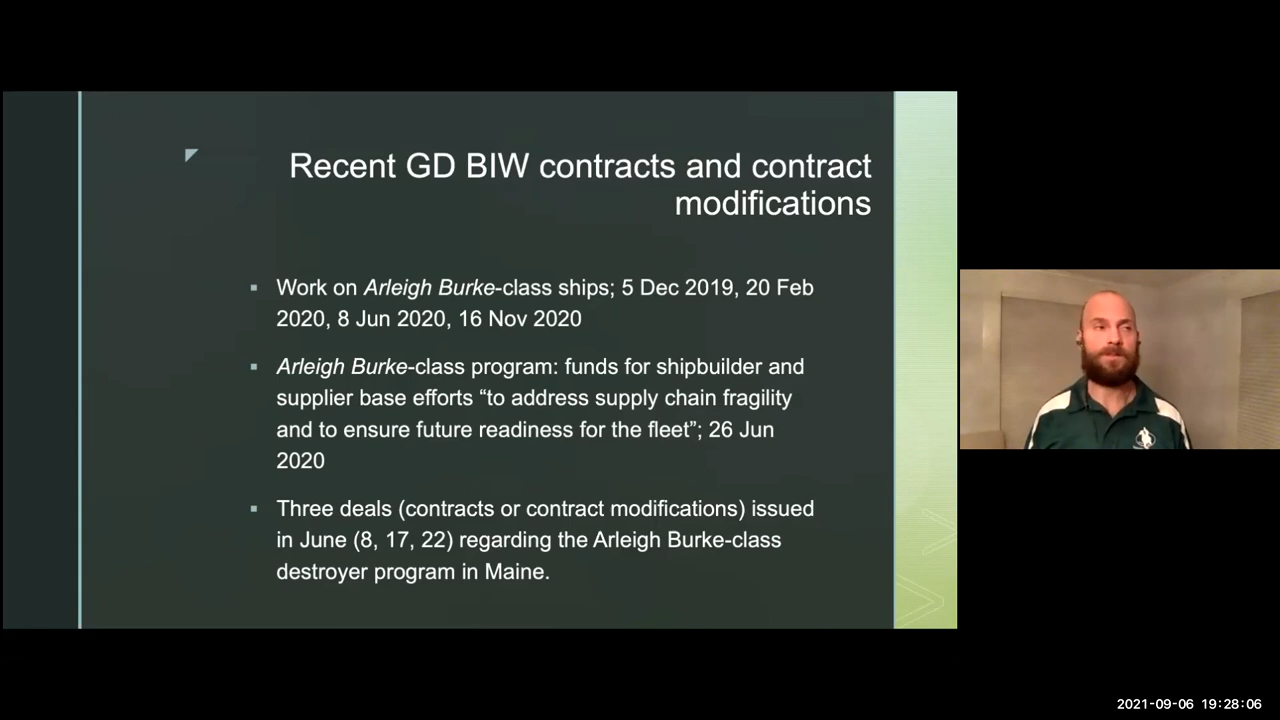 Recent GD BIW contracts and contract
modifications
▪ Work on Arleigh Burke-class ships; 5 Dec 2019, 20 Feb
2020, 8 Jun 2020, 16 Nov 2020
▪ Arleigh Burke-class program: funds for shipbuilder and
supplier base efforts “to address supply chain fragility
and to ensure future readiness for the fleet”; 26 Jun
2020
▪ Three deals (contracts or contract modifications) issued
in June (8, 17, 22) regarding the Arleigh Burke-class
destroyer program in Maine.
2021-09-06 19:28:06